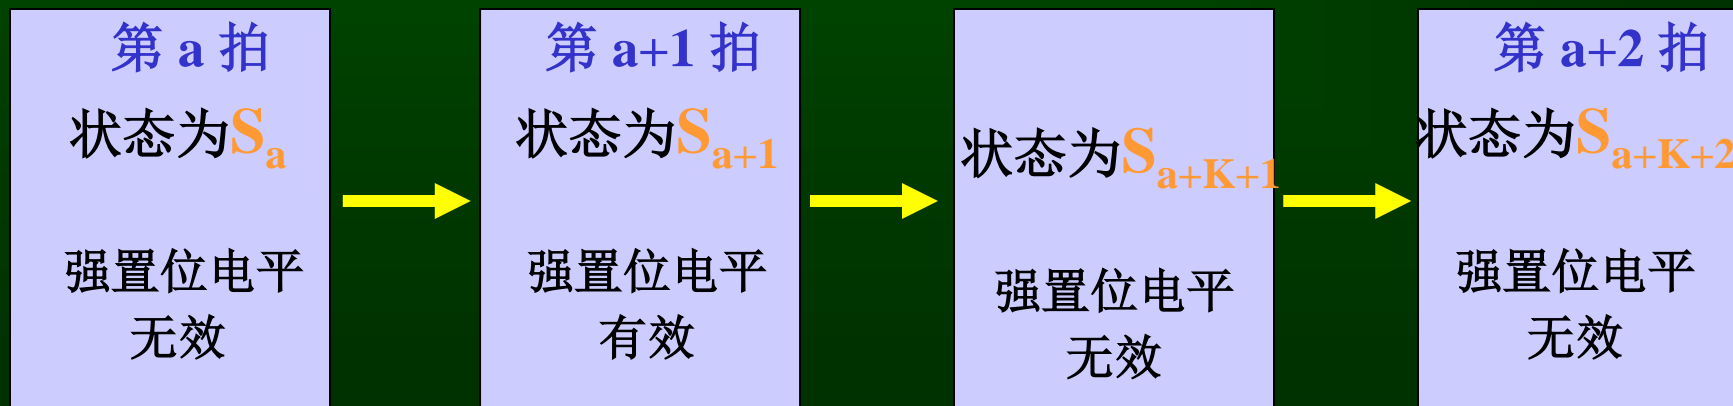 第 a 拍
状态为Sa
强置位电平
无效
第 a+1 拍
状态为Sa+1
强置位电平
有效
状态为Sa+K+1
强置位电平
无效
第 a+2 拍
状态为Sa+K+2
强置位电平
无效